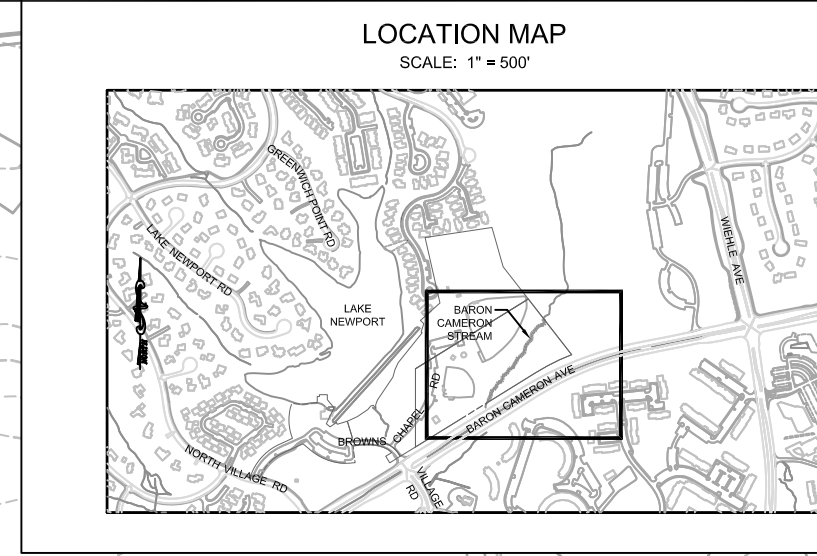 LOCATION MAP
SCALE: 1" = 500'
GREENWICH POINT RD
LAKE NEWPORT RD
WIEHLE AVE
LAKE
NEWPORT
BARON
CAMERON
STREAM
NORTH
BARON CAMERON AVE
BROWNS CHAPEL RD
NORTH VILLAGE RD
VILLAGE
RD